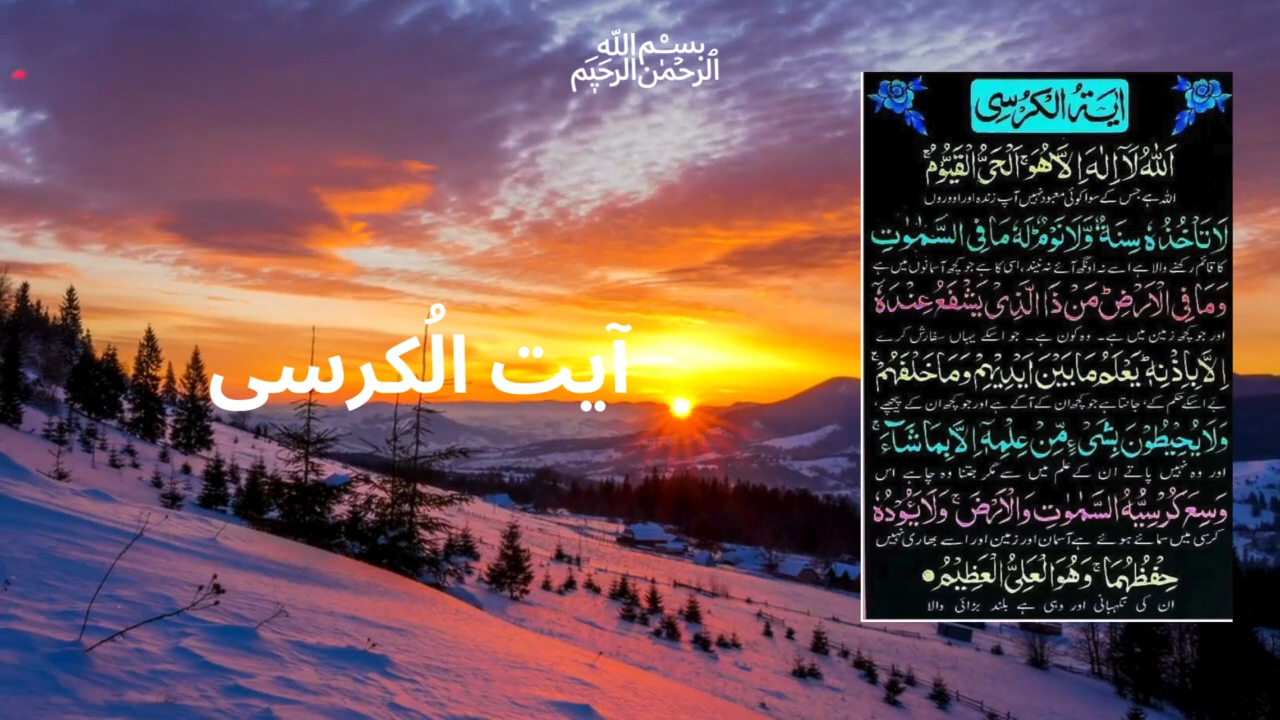 بِسْمِ اللّٰهِ
الرَّحْمٰنِ الرَّحِيْمِ
آیت الُکرسی
اٰیَةُ الْکُرْسِی
اَللّٰهُ لَاۤ اِلٰهَ اِلَّا هُوَ ۚ اَلْحَیُّ الْقَیُّوْمُ ۚ
اللہ ہے جس کے سوا کوئی معبود نہیں آپ زندہ اور اوروں
لَا تَاْخُذُهٗ سِنَةٌ وَّلَا نَوْمٌ ؕ لَهٗ مَا فِی السَّمٰوٰتِ
کا قائم رکھنے والا ہے اسے نہ اونگھ آئے نہ نیند، اسی کا ہے جو کچھ آسمانوں میں ہے
وَمَا فِی الْاَرْضِ ؕ مَنْ ذَا الَّذِیْ یَشْفَعُ عِنْدَهٗۤ
اور جو کچھ زمین میں ہے۔ وہ کون ہے۔ جو اسکے یہاں سفارش کرے
اِلَّا بِاِذْنِهٖ ؕ یَعْلَمُ مَا بَیْنَ اَیْدِیْهِمْ وَمَا خَلْفَهُمْ ۚ
بے اسکے حکم کے، جانتا ہے جو کچھ ان کے آگے ہے اور جو کچھ ان کے پیچھے
وَلَا یُحِیْطُوْنَ بِشَیْءٍ مِّنْ عِلْمِهٖۤ اِلَّا بِمَا شَآءَ ۚ
اور وہ نہیں پاتے ان کے علم میں سے مگر جتنا وہ چاہے اس
وَسِعَ کُرْسِیُّهُ السَّمٰوٰتِ وَالْاَرْضَ ۚ وَلَا یَئُوْدُهٗ
کرسی میں سمائے ہوئے ہے آسمان اور زمین اور اسے بھاری نہیں
حِفْظُهُمَا ۚ وَهُوَ الْعَلِیُّ الْعَظِیْمُ ●
ان کی نگہبانی اور وہی ہے بلند بڑائی والا